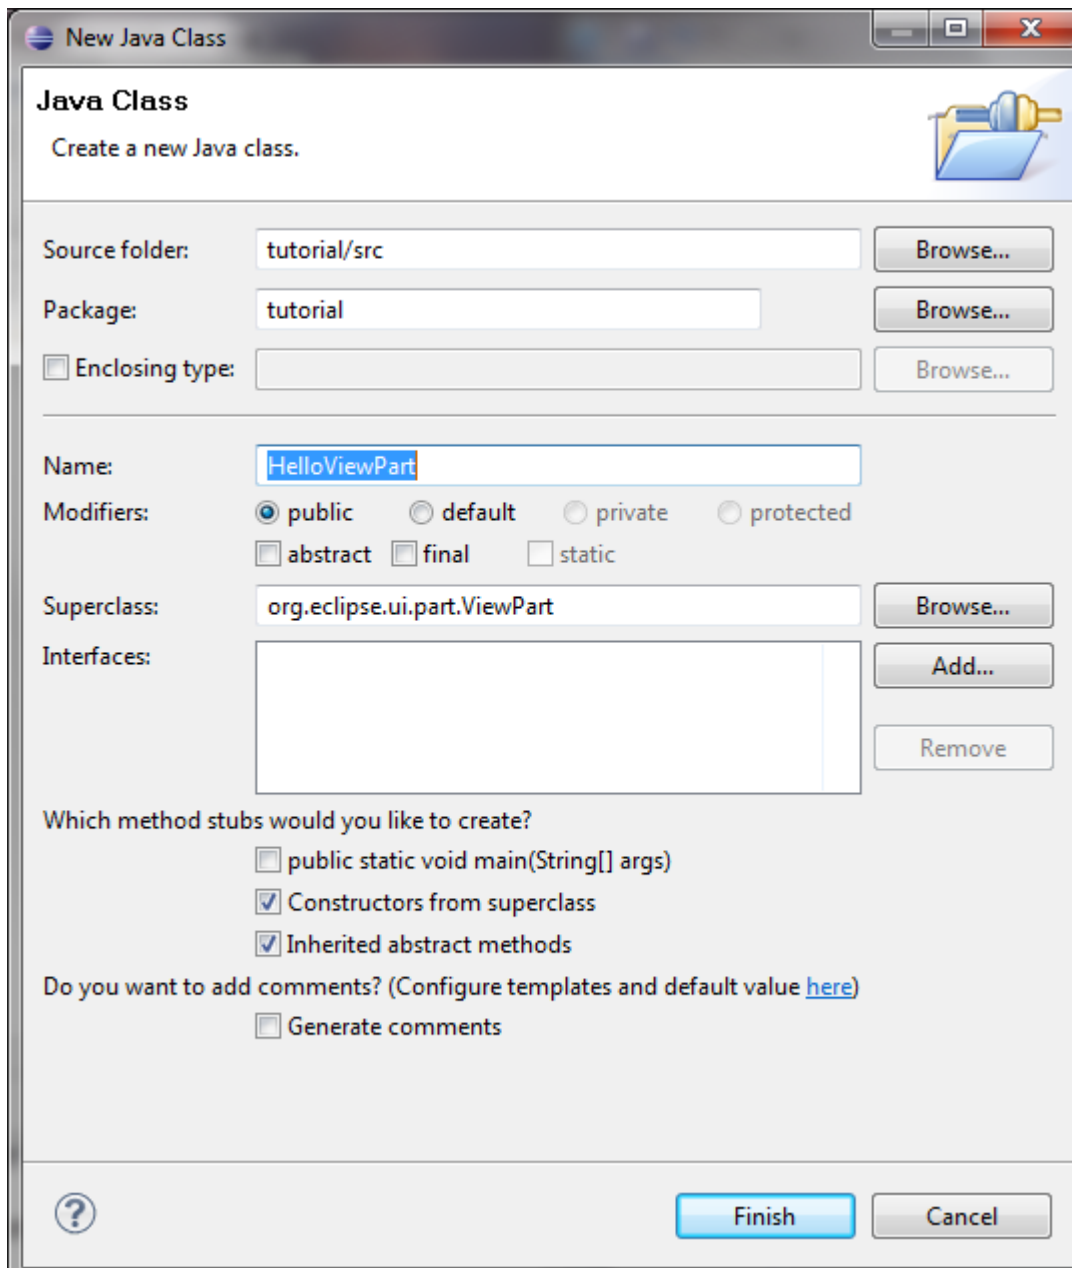 New Java Class
Java Class
Create a new Java class.
Source folder: tutorial/src Browse...
Package: tutorial Browse...
Enclosing type: Browse...
Name: HelloViewPart
Modifiers: public default private protected
abstract final static
Superclass: org.eclipse.ui.part.ViewPart Browse...
Interfaces: Add...
Remove
Which method stubs would you like to create?
public static void main(String[] args)
Constructors from superclass
Inherited abstract methods
Do you want to add comments? (Configure templates and default value here)
Generate comments
? Finish Cancel